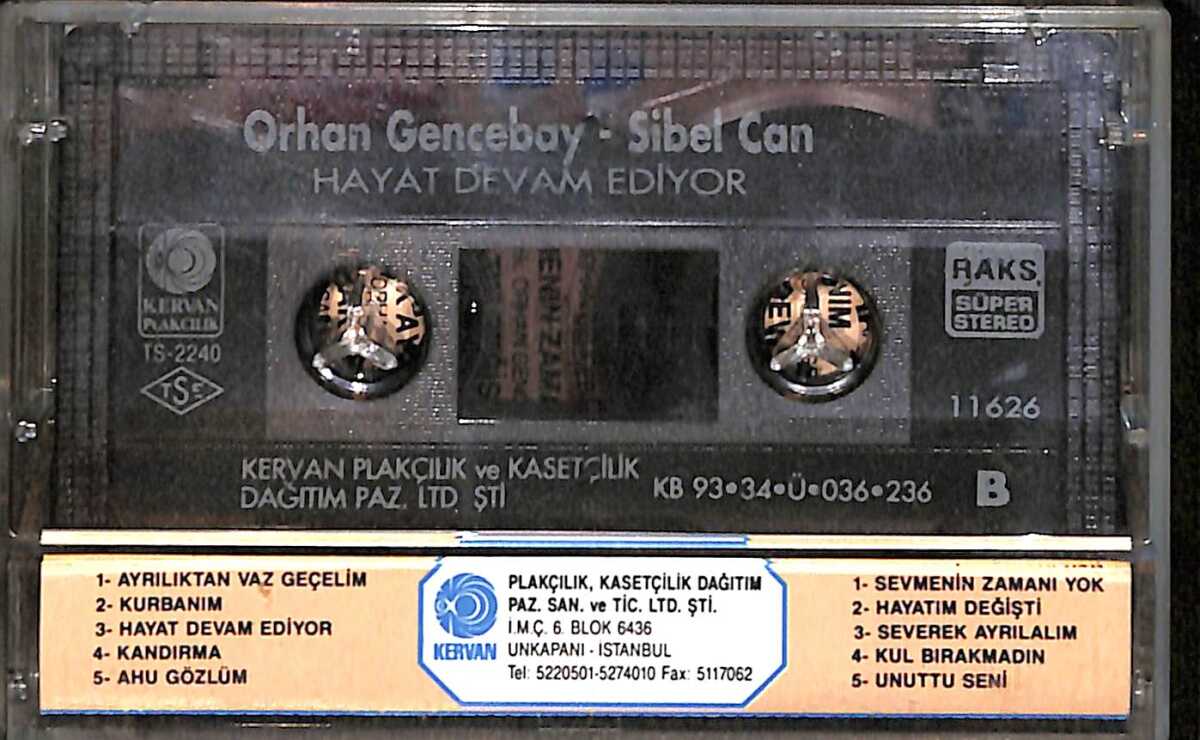 Orhan Gencebay - Sibel Can
HAYAT DEVAM EDİYOR
KERVAN
PLAKCILIK
TS-2240
TSE
RAKS
SÜPER
STEREO
11626
KERVAN PLAKÇILIK ve KASETÇİLİK
DAĞITIM PAZ. LTD. ŞTİ
KB 93•34•Ü•036•236
B
1- AYRILIKTAN VAZ GEÇELİM
2- KURBANIM
3- HAYAT DEVAM EDİYOR
4- KANDIRMA
5- AHU GÖZLÜM
KERVAN
PLAKÇILIK, KASETÇİLİK DAĞITIM
PAZ. SAN. ve TİC. LTD. ŞTİ.
İ.M.Ç. 6. BLOK 6436
UNKAPANI - ISTANBUL
Tel: 5220501-5274010 Fax: 5117062
1- SEVMENİN ZAMANI YOK
2- HAYATIM DEĞİŞTİ
3- SEVEREK AYRILALIM
4- KUL BIRAKMADIN
5- UNUTTU SENİ